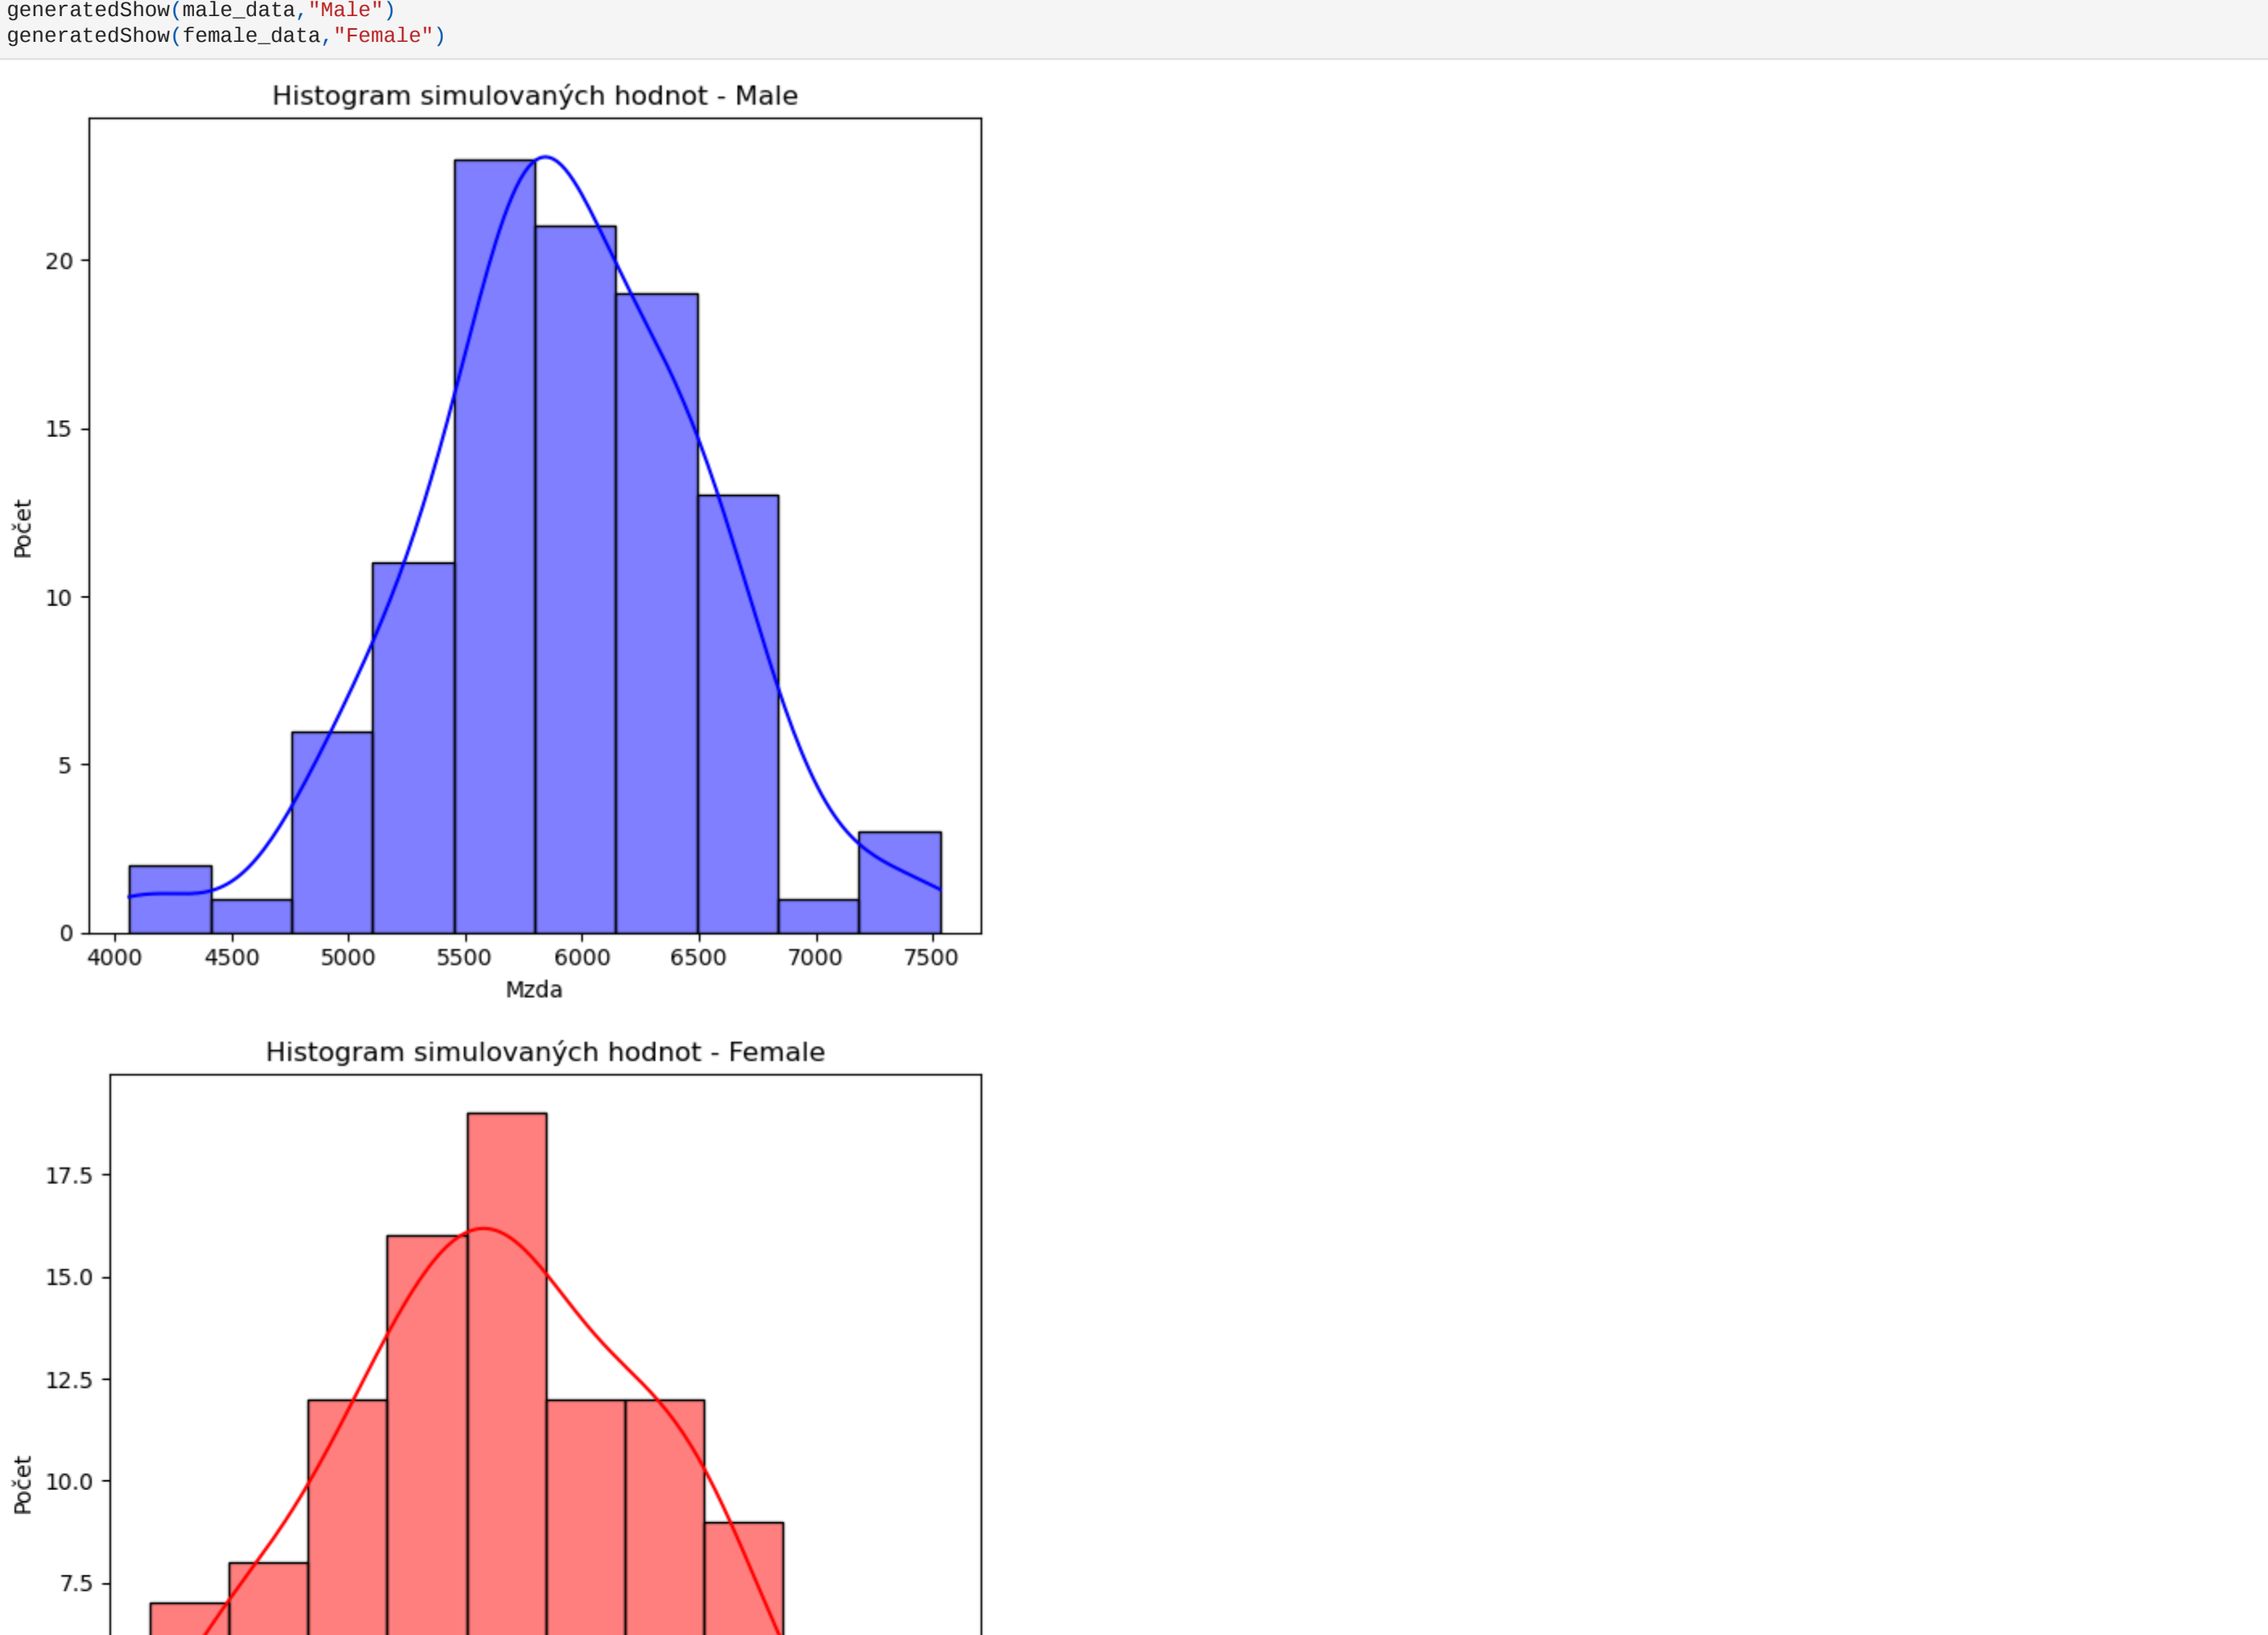 generatedShow(male_data,"Male")
generatedShow(female_data,"Female")
Histogram simulovaných hodnot - Male
20
15
10
5
0
Počet
4000 4500 5000 5500 6000 6500 7000 7500
Mzda
Histogram simulovaných hodnot - Female
17.5
15.0
12.5
10.0
7.5
Počet